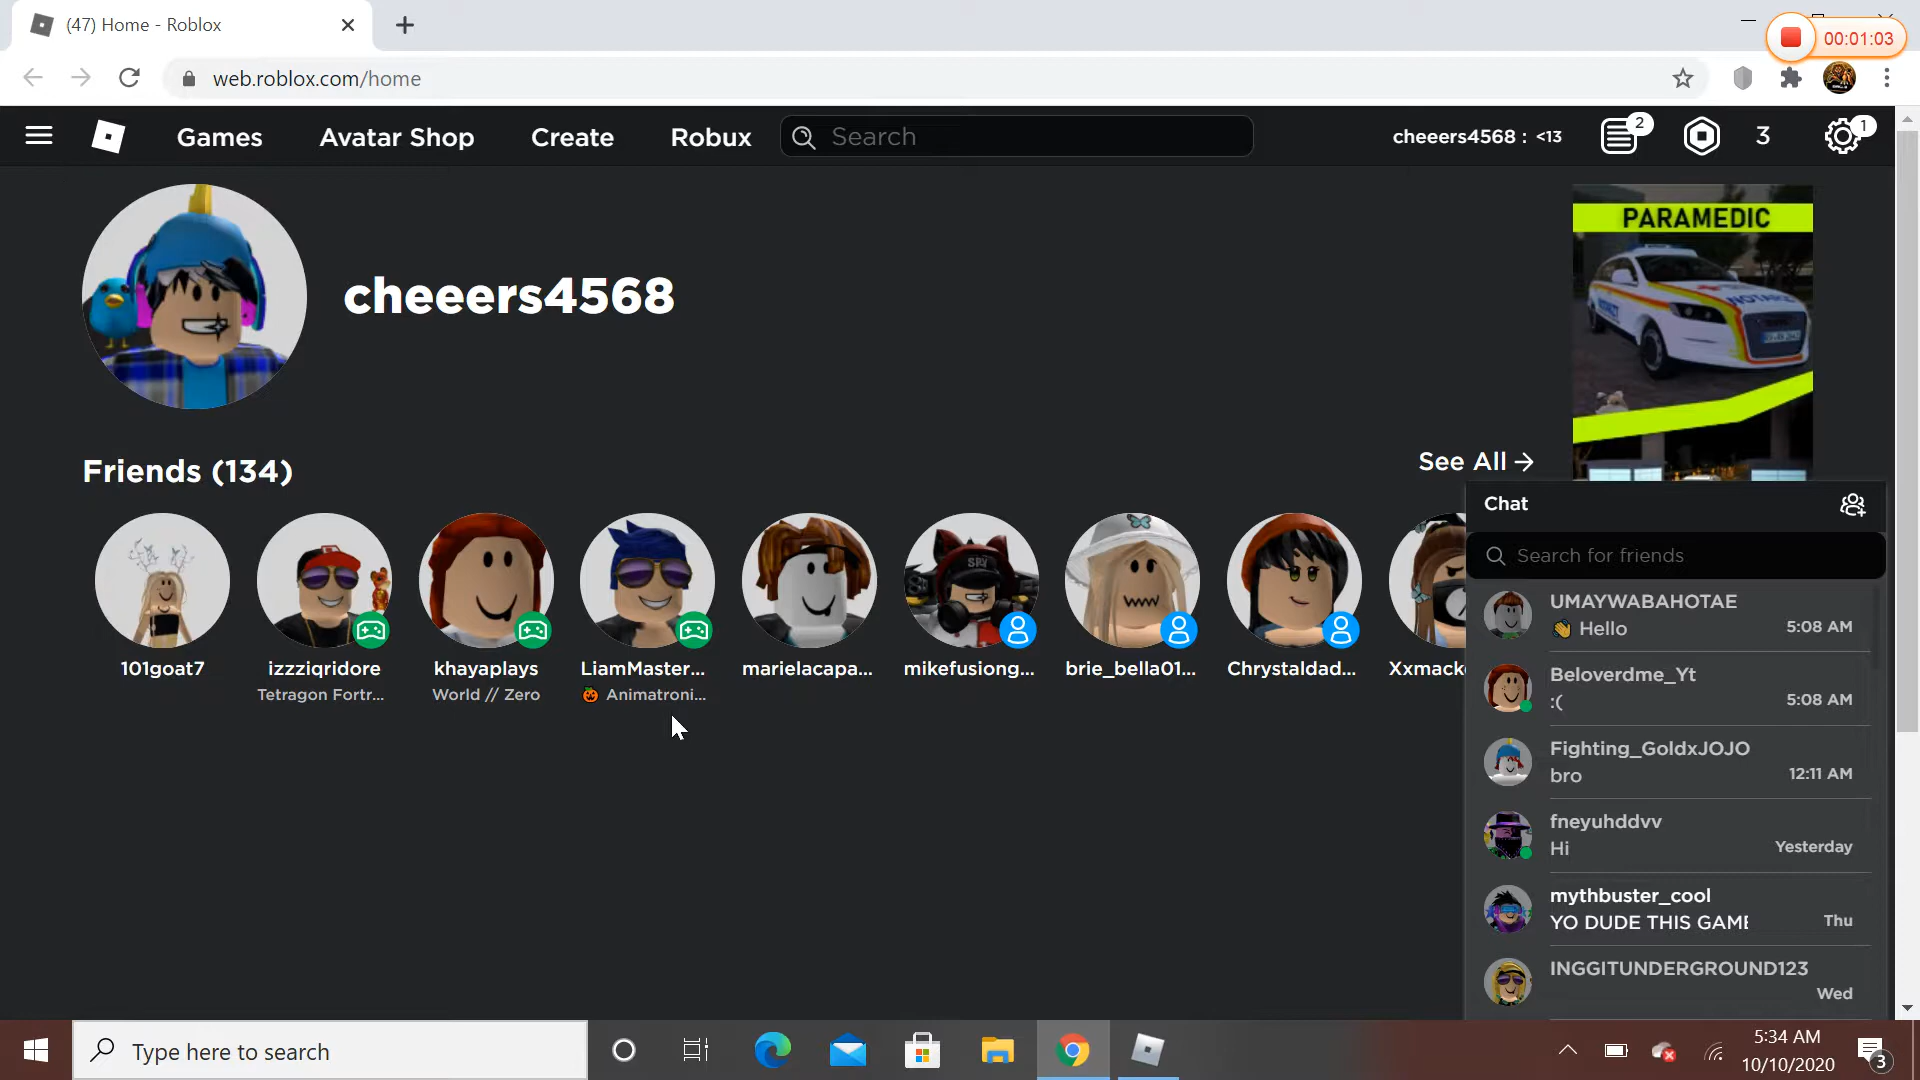 (47) Home - Roblox
00:01:03
web.roblox.com/home
Games
Avatar Shop
Create
Robux
Search
cheeers4568 : <13
2
3
1
cheeers4568
PARAMEDIC
NOTARZT
Friends (134)
See All
101goat7
izzziqridore
Tetragon Fortr...
khayaplays
World // Zero
LiamMaster...
🎃 Animatroni...
marielacapa...
mikefusiong...
brie_bella01...
Chrystaldad...
Chat
Search for friends
UMAYWABAHOTAE
👋 Hello
5:08 AM
Beloverdme_Yt
:(
5:08 AM
Fighting_GoldxJOJO
bro
12:11 AM
fneyuhddvv
Hi
Yesterday
mythbuster_cool
YO DUDE THIS GAME
Thu
INGGITUNDERGROUND123
Wed
Type here to search
5:34 AM
10/10/2020
3